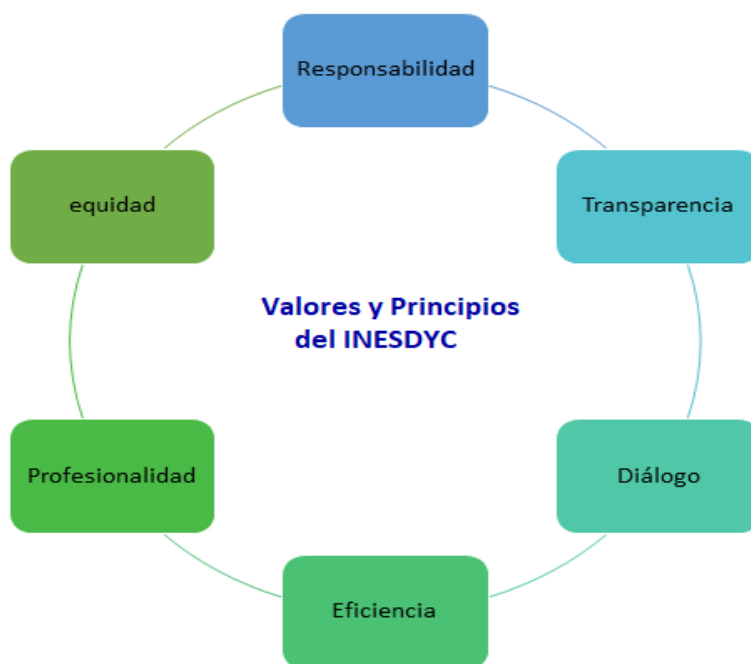 Responsabilidad
Transparencia
Diálogo
Eficiencia
Profesionalidad
equidad
Valores y Principios
del INESDYC